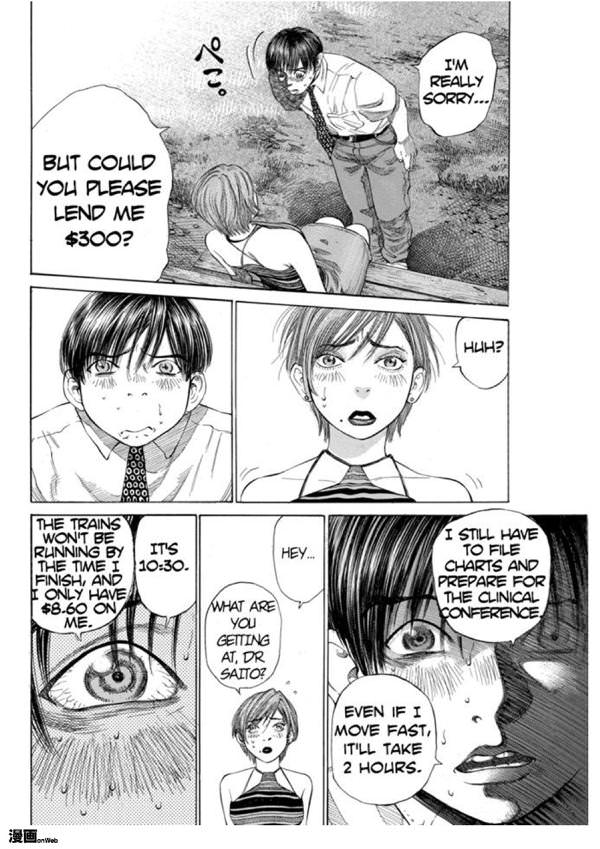 I'M
REALLY
SORRY...
ぺこ。
BUT COULD
YOU PLEASE
LEND ME
$300?
HUH?
I STILL HAVE
TO FILE
CHARTS AND
PREPARE FOR
THE CLINICAL
CONFERENCE.
EVEN IF I
MOVE FAST,
IT'LL TAKE
2 HOURS.
HEY...
WHAT ARE
YOU
GETTING
AT, DR
SAITO?
IT'S
10:30.
THE TRAINS
WON'T BE
RUNNING BY
THE TIME I
FINISH, AND
I ONLY HAVE
$8.60 ON
ME.
漫画onWeb